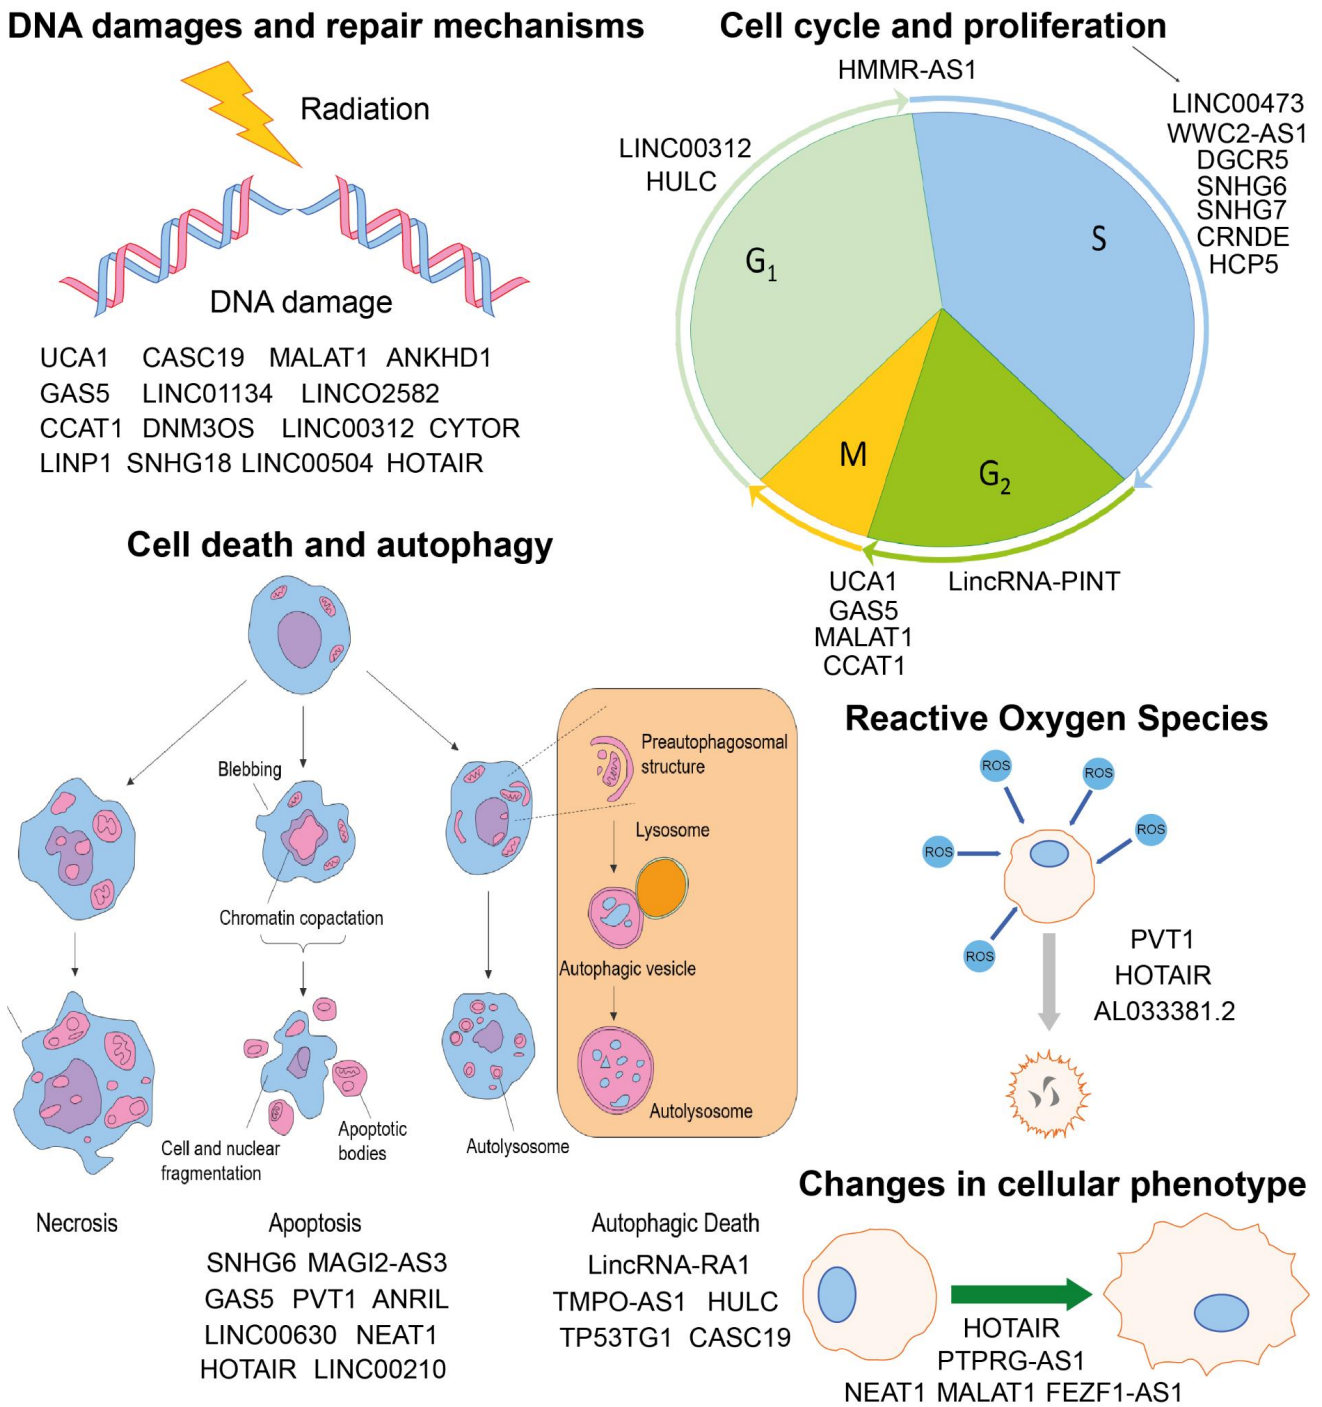 DNA damages and repair mechanisms
Radiation
DNA damage
UCA1 CASC19 MALAT1 ANKHD1
GAS5 LINC01134 LINCO2582
CCAT1 DNM3OS LINC00312 CYTOR
LINP1 SNHG18 LINC00504 HOTAIR
Cell cycle and proliferation
HMMR-AS1
LINC00312
HULC
LINC00473
WWC2-AS1
DGCR5
SNHG6
SNHG7
CRNDE
HCP5
G1
S
M
G2
UCA1
GAS5
MALAT1
CCAT1
LincRNA-PINT
Cell death and autophagy
Blebbing
Chromatin copactation
Cell and nuclear
fragmentation
Apoptotic
bodies
Autolysosome
Preautophagosomal
structure
Lysosome
Autophagic vesicle
Autolysosome
Necrosis
Apoptosis
SNHG6 MAGI2-AS3
GAS5 PVT1 ANRIL
LINC00630 NEAT1
HOTAIR LINC00210
Autophagic Death
LincRNA-RA1
TMPO-AS1 HULC
TP53TG1 CASC19
Reactive Oxygen Species
ROS
ROS
ROS
ROS
ROS
PVT1
HOTAIR
AL033381.2
Changes in cellular phenotype
HOTAIR
PTPRG-AS1
NEAT1 MALAT1 FEZF1-AS1